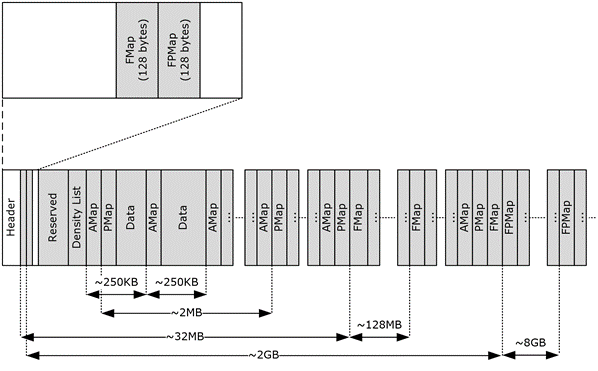 FMap
(128 bytes)
FPMap
(128 bytes)
Header
Reserved
Density List
AMap
PMap
Data
AMap
Data
AMap
...
...
AMap
PMap
...
...
AMap
PMap
FMap
...
...
FMap
...
...
AMap
PMap
FMap
FPMap
...
...
FPMap
...
~250KB
~250KB
~2MB
~32MB
~128MB
~2GB
~8GB